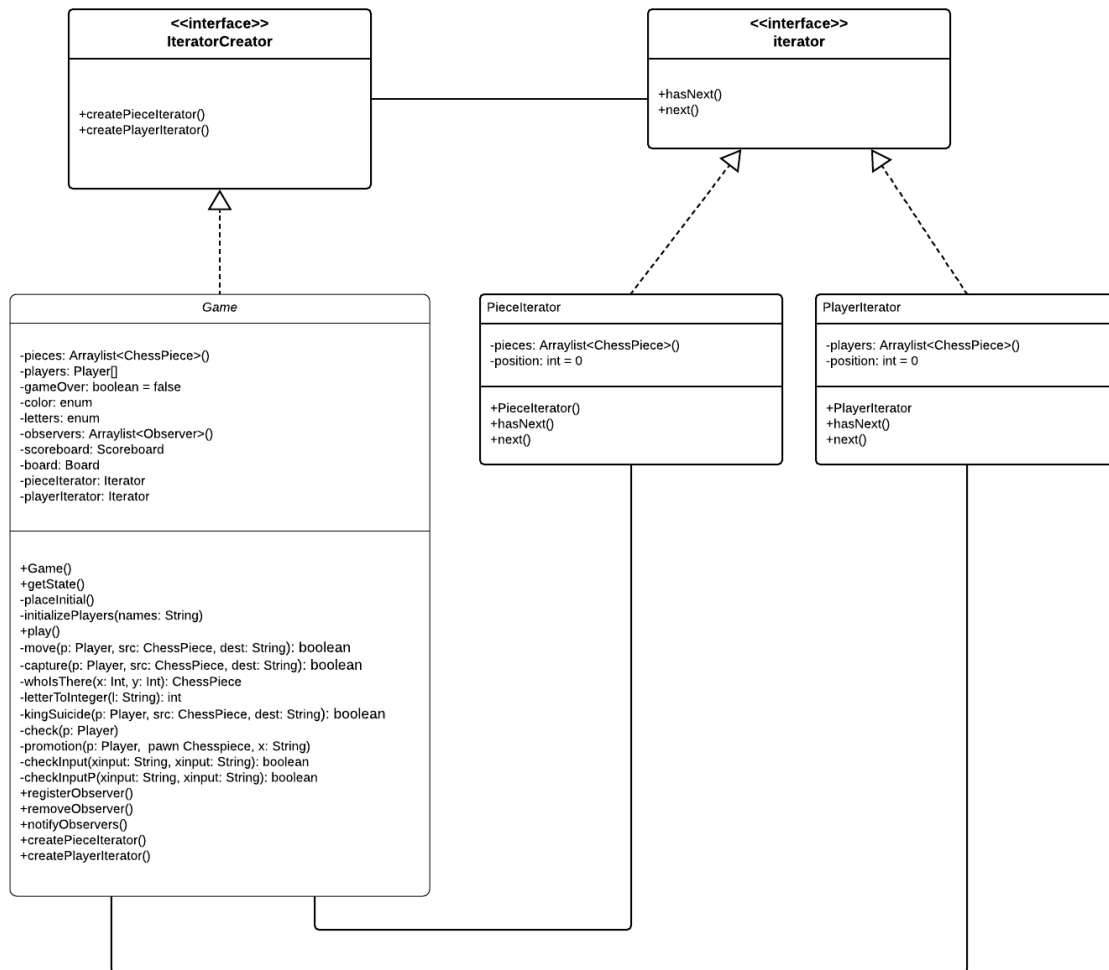 <<interface>>
IteratorCreator
+createPieceIterator()
+createPlayerIterator()
<<interface>>
iterator
+hasNext()
+next()
Game
-pieces: Arraylist<ChessPiece>()
-players: Player[]
-gameOver: boolean = false
-color: enum
-letters: enum
-observers: Arraylist<Observer>()
-scoreboard: Scoreboard
-board: Board
-pieceIterator: Iterator
-playerIterator: Iterator
+Game()
+getState()
-placeInitial()
-initializePlayers(names: String)
+play()
-move(p: Player, src: ChessPiece, dest: String): boolean
-capture(p: Player, src: ChessPiece, dest: String): boolean
-whoIsThere(x: Int, y: Int): ChessPiece
-letterToInteger(l: String): int
-kingSuicide(p: Player, src: ChessPiece, dest: String): boolean
-check(p: Player)
-promotion(p: Player, pawn Chesspiece, x: String)
-checkInput(xinput: String, xinput: String): boolean
-checkInputP(xinput: String, xinput: String): boolean
+registerObserver()
+removeObserver()
+notifyObservers()
+createPieceIterator()
+createPlayerIterator()
PieceIterator
-pieces: Arraylist<ChessPiece>()
-position: int = 0
+PieceIterator()
+hasNext()
+next()
PlayerIterator
-players: Arraylist<ChessPiece>()
-position: int = 0
+PlayerIterator
+hasNext()
+next()